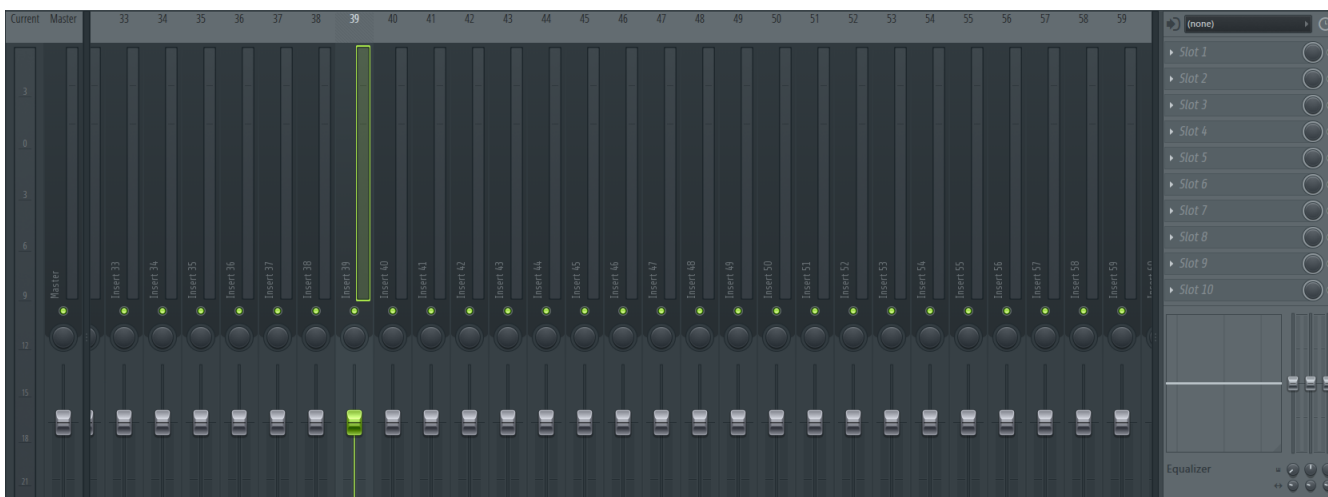 Current Master 33 34 35 36 37 38 39 40 41 42 43 44 45 46 47 48 49 50 51 52 53 54 55 56 57 58 59
(none)
3
0
3
6
9
12
15
18
21
Master
Insert 33
Insert 34
Insert 35
Insert 36
Insert 37
Insert 38
Insert 39
Insert 40
Insert 41
Insert 42
Insert 43
Insert 44
Insert 45
Insert 46
Insert 47
Insert 48
Insert 49
Insert 50
Insert 51
Insert 52
Insert 53
Insert 54
Insert 55
Insert 56
Insert 57
Insert 58
Insert 59
Slot 1
Slot 2
Slot 3
Slot 4
Slot 5
Slot 6
Slot 7
Slot 8
Slot 9
Slot 10
Equalizer